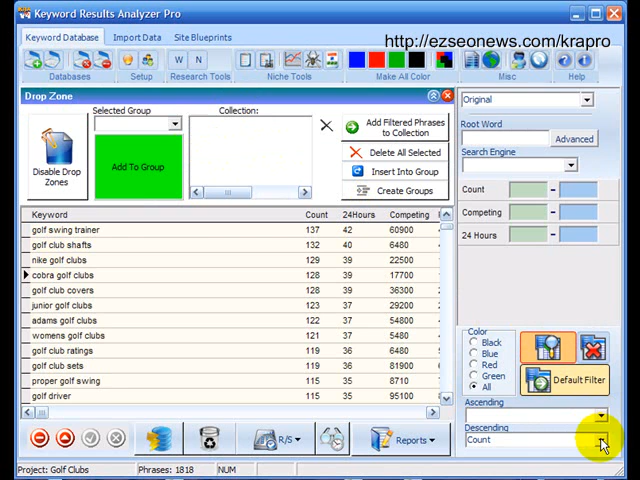 Keyword Results Analyzer Pro
Keyword Database
Import Data
Site Blueprints
http://ezseonews.com/krapro
W N
Databases
Setup
Research Tools
Niche Tools
Make All Color
Misc
Help
Drop Zone
Original
Selected Group
Collection:
Disable Drop Zones
Add To Group
Add Filtered Phrases to Collection
Delete All Selected
Insert Into Group
Create Groups
Root Word
Advanced
Search Engine
Count
Competing
24 Hours
Keyword Count 24Hours Competing
golf swing trainer 137 42 60900
golf club shafts 132 40 6480
nike golf clubs 129 39 22500
cobra golf clubs 128 39 17700
golf club covers 128 39 36300
junior golf clubs 123 37 29200
adams golf clubs 122 37 54800
womens golf clubs 121 37 5480
golf club ratings 119 36 6480
golf club sets 119 36 81900
proper golf swing 115 35 8710
golf driver 115 35 91900
Color
Black
Blue
Red
Green
All
Default Filter
Ascending
Descending
Count
R/S
Reports
Project: Golf Clubs
Phrases: 1818
NUM